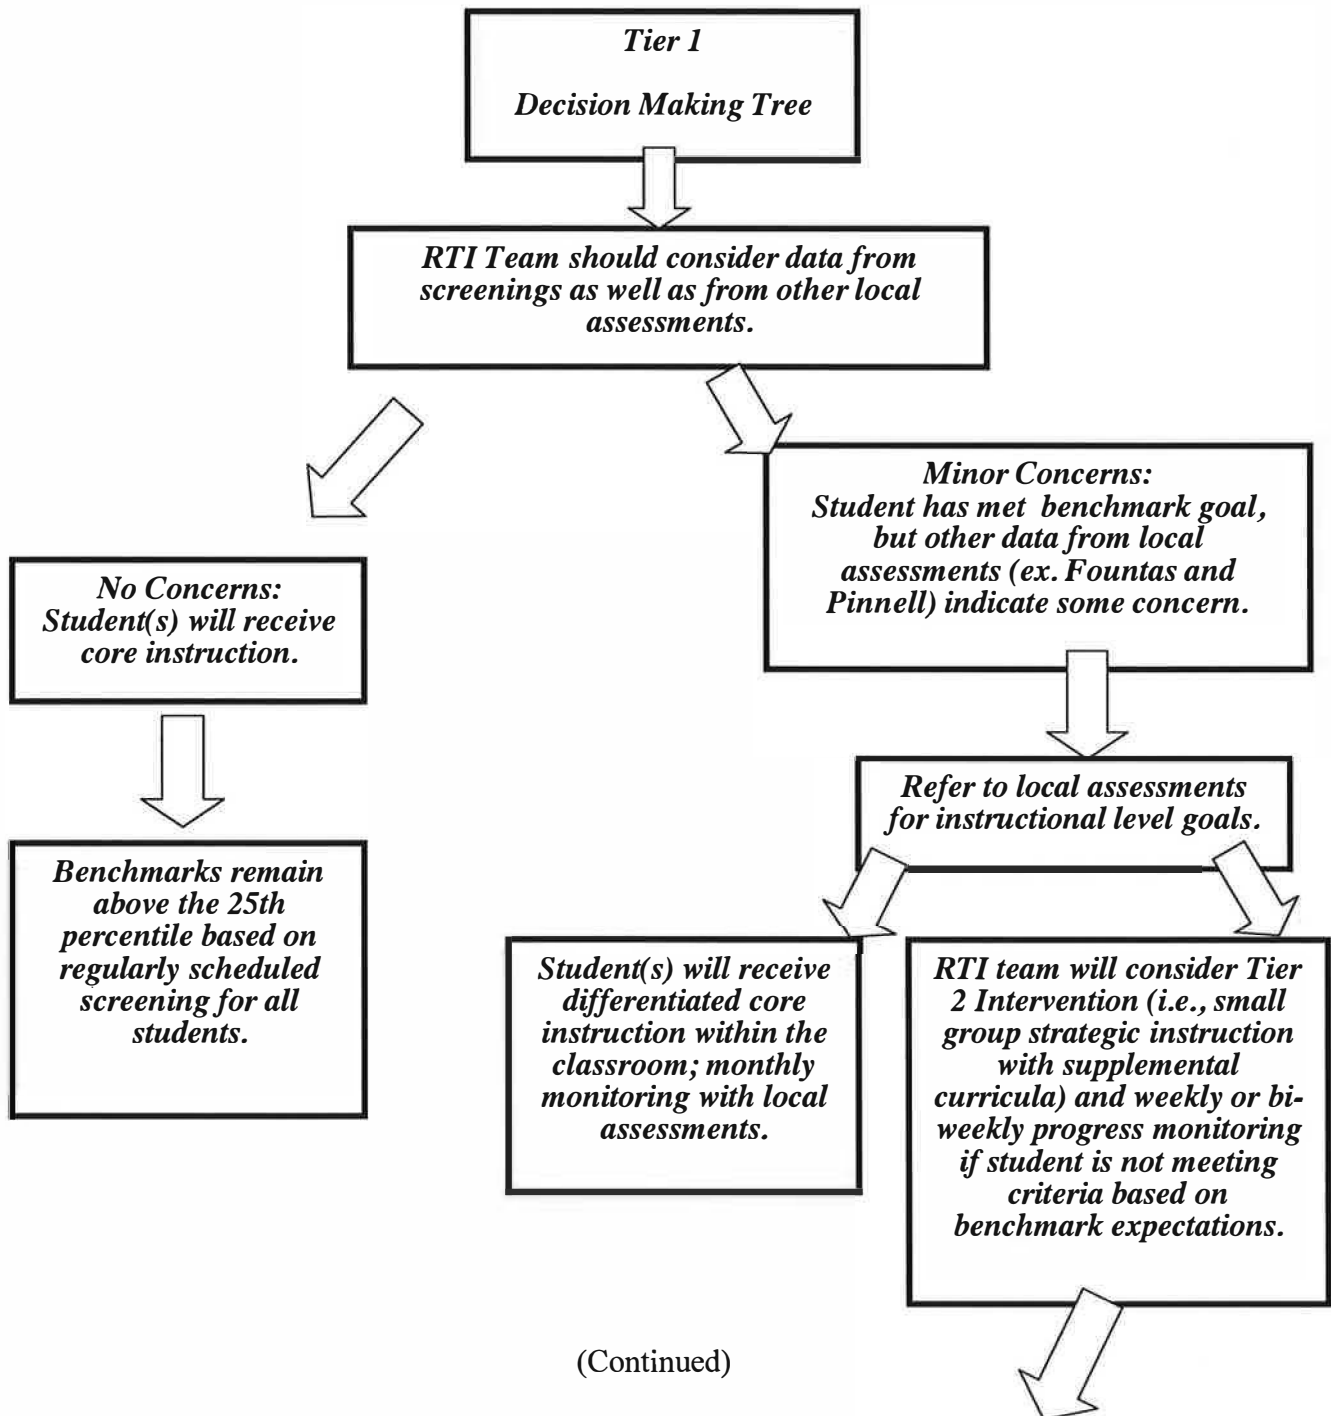 Tier 1
Decision Making Tree
RTI Team should consider data from
screenings as well as from other local
assessments.
Minor Concerns:
Student has met benchmark goal,
but other data from local
assessments (ex. Fountas and
Pinnell) indicate some concern.
No Concerns:
Student(s) will receive
core instruction.
Refer to local assessments
for instructional level goals.
Benchmarks remain
above the 25th
percentile based on
regularly scheduled
screening for all
students.
Student(s) will receive
differentiated core
instruction within the
classroom; monthly
monitoring with local
assessments.
RTI team will consider Tier
2 Intervention (i.e., small
group strategic instruction
with supplemental
curricula) and weekly or bi-
weekly progress monitoring
if student is not meeting
criteria based on
benchmark expectations.
(Continued)